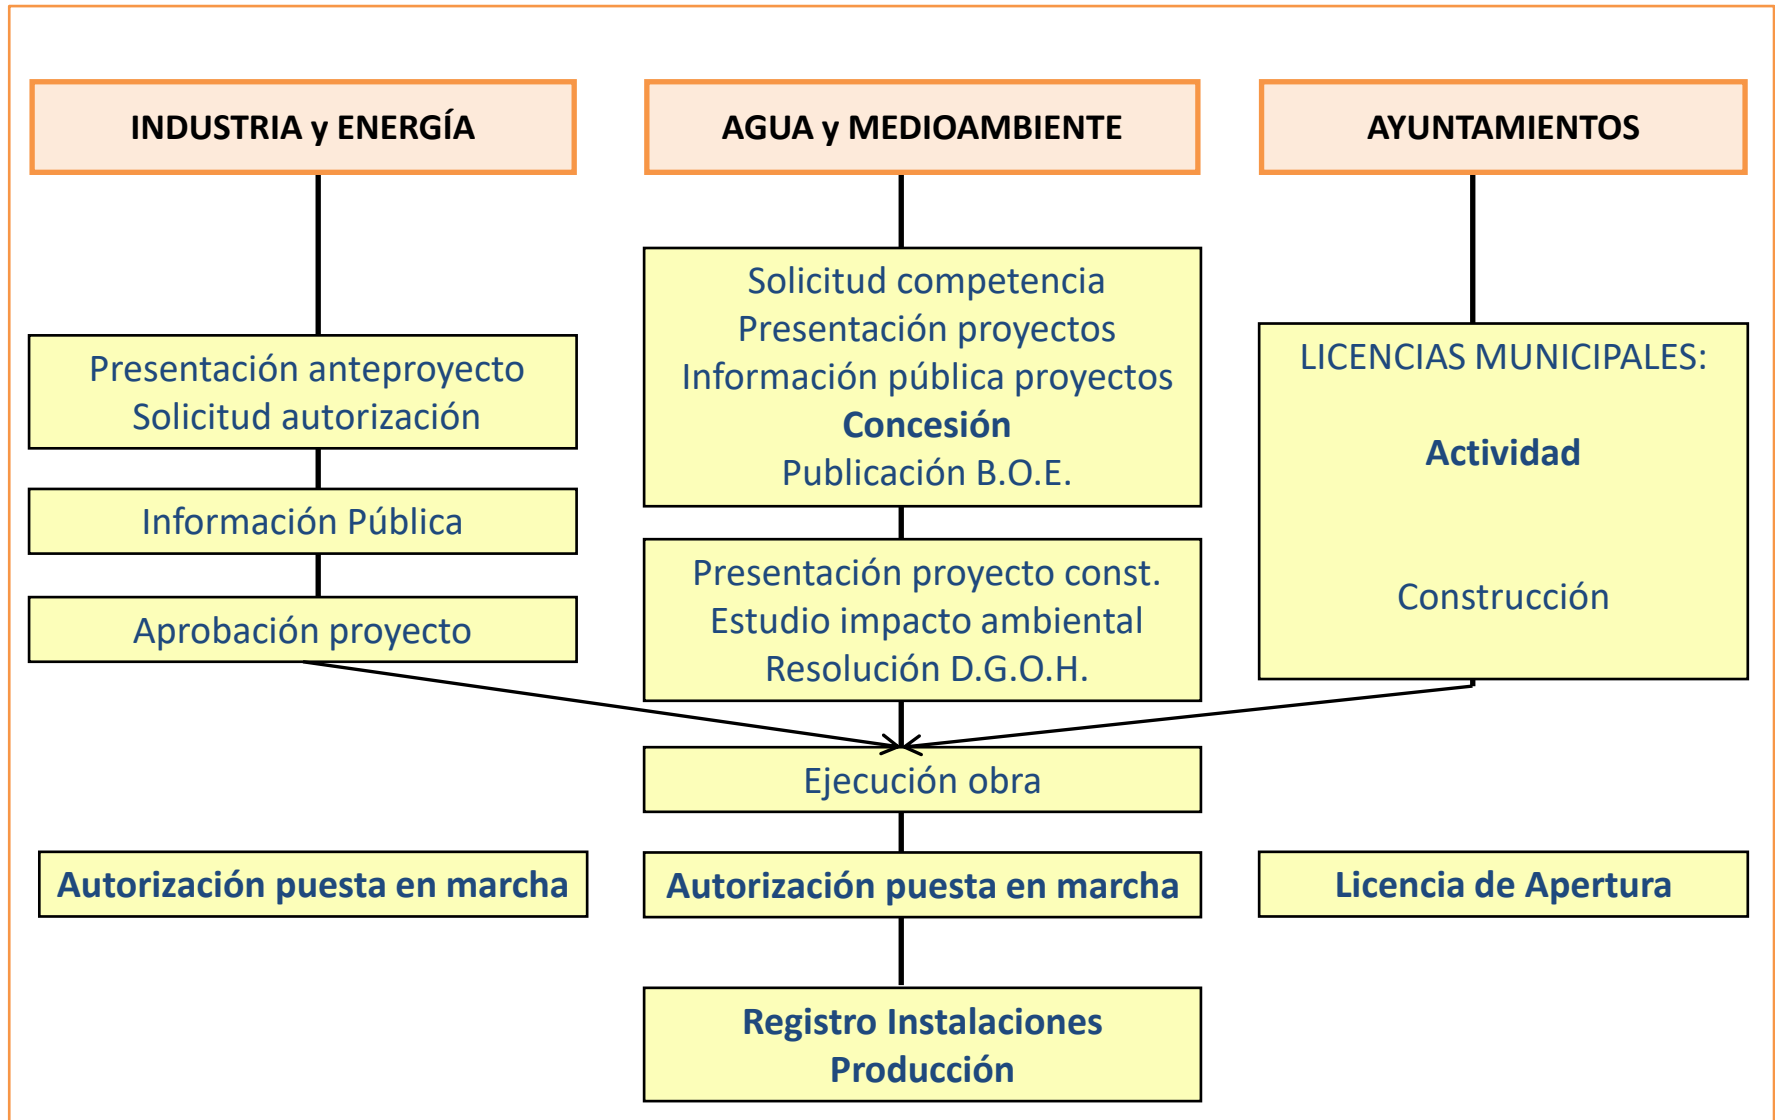 INDUSTRIA y ENERGÍA
Presentación anteproyecto
Solicitud autorización
Información Pública
Aprobación proyecto
AGUA y MEDIOAMBIENTE
Solicitud competencia
Presentación proyectos
Información pública proyectos
Concesión
Publicación B.O.E.
Presentación proyecto const.
Estudio impacto ambiental
Resolución D.G.O.H.
AYUNTAMIENTOS
LICENCIAS MUNICIPALES:
Actividad
Construcción
Ejecución obra
Autorización puesta en marcha
Autorización puesta en marcha
Licencia de Apertura
Registro Instalaciones
Producción